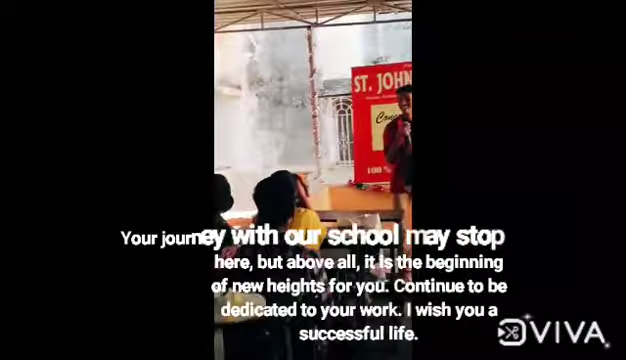 ST. JOHN
100 %
Your journey with our school may stop
here, but above all, it is the beginning
of new heights for you. Continue to be
dedicated to your work. I wish you a
successful life.
VIVA